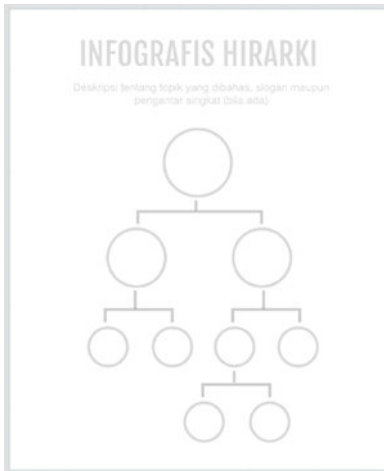 INFOGRAFIS HIRARKI
Deskripsi tentang topik yang dibahas, slogan maupun
pengantar singkat (bila ada)